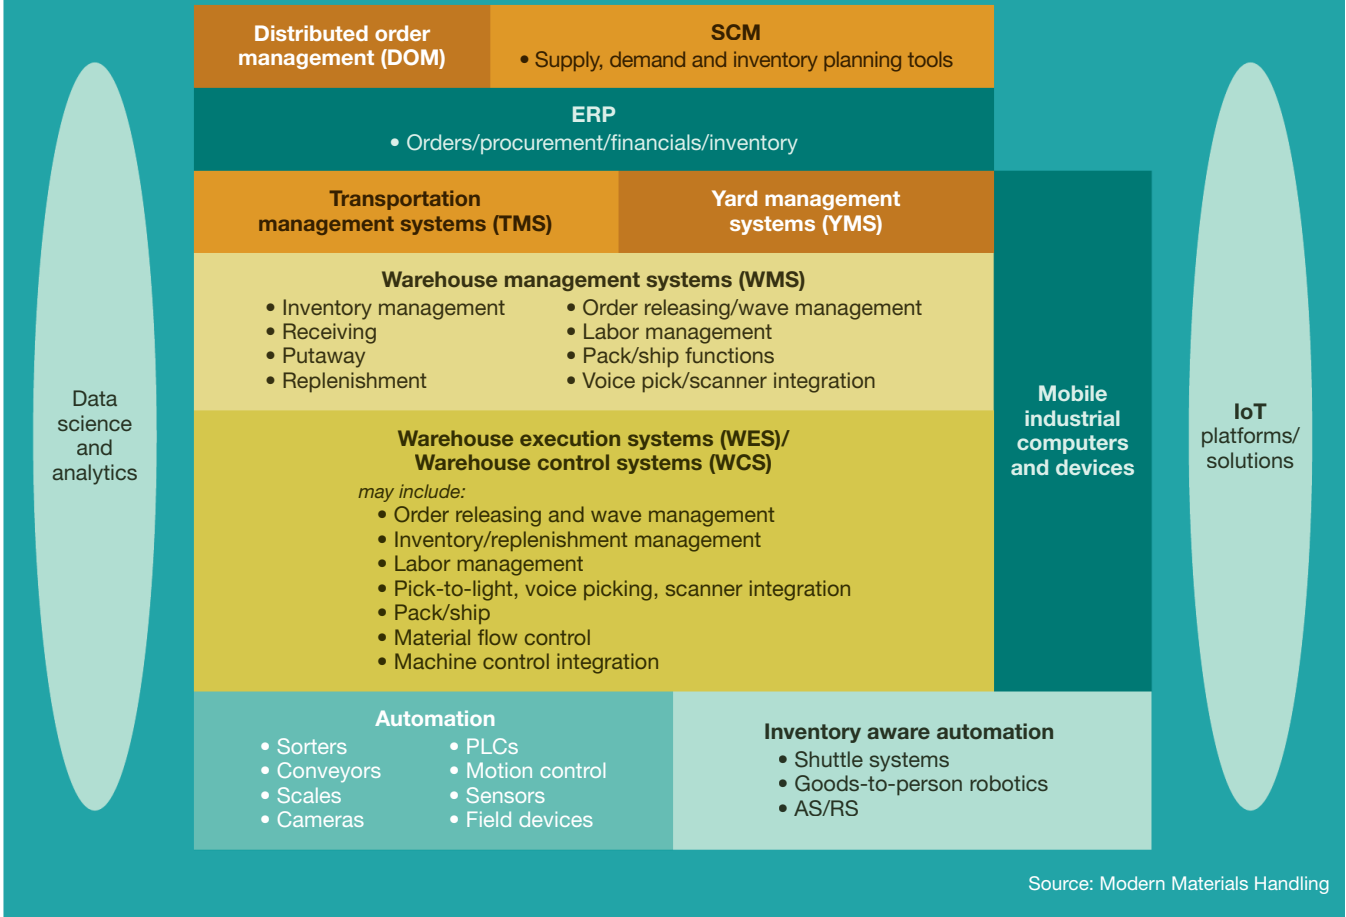 Distributed order
management (DOM)
SCM
• Supply, demand and inventory planning tools
ERP
• Orders/procurement/financials/inventory
Transportation
management systems (TMS)
Yard management
systems (YMS)
Warehouse management systems (WMS)
• Inventory management
• Receiving
• Putaway
• Replenishment
• Order releasing/wave management
• Labor management
• Pack/ship functions
• Voice pick/scanner integration
Warehouse execution systems (WES)/
Warehouse control systems (WCS)
may include:
• Order releasing and wave management
• Inventory/replenishment management
• Labor management
• Pick-to-light, voice picking, scanner integration
• Pack/ship
• Material flow control
• Machine control integration
Mobile
industrial
computers
and devices
Data
science
and
analytics
IoT
platforms/
solutions
Automation
• Sorters
• Conveyors
• Scales
• Cameras
• PLCs
• Motion control
• Sensors
• Field devices
Inventory aware automation
• Shuttle systems
• Goods-to-person robotics
• AS/RS
Source: Modern Materials Handling